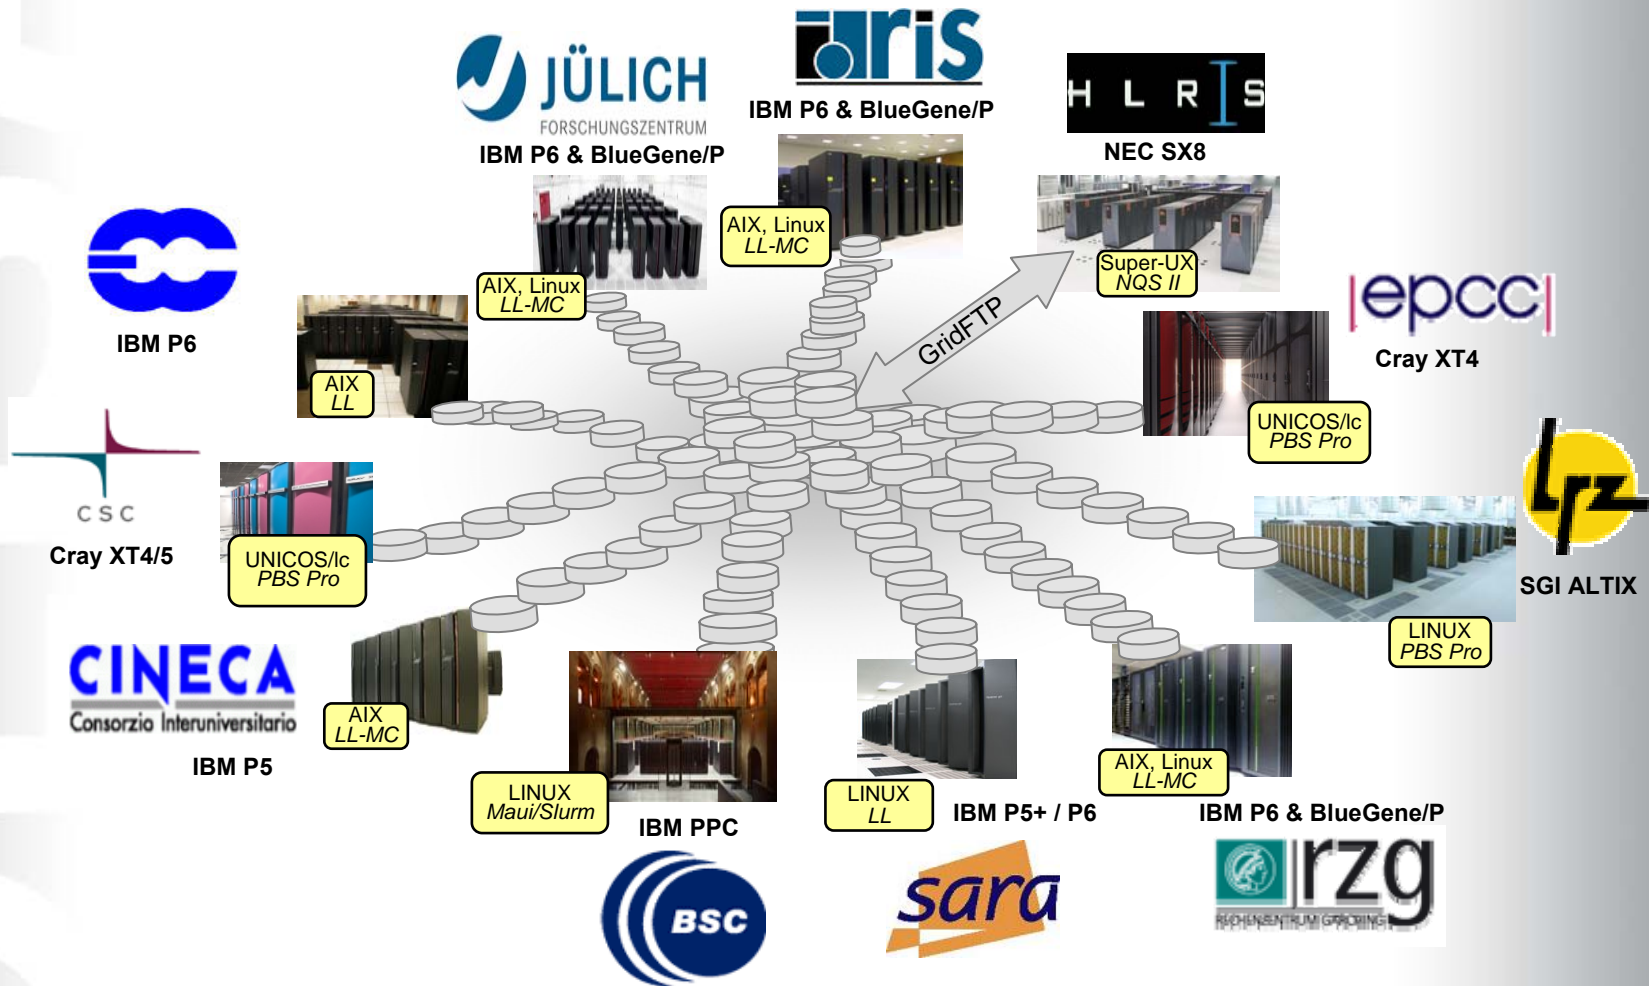 JÜLICH
FORSCHUNGSZENTRUM
IBM P6 & BlueGene/P
idris
IBM P6 & BlueGene/P
H L R I S
NEC SX8
AIX, Linux
LL-MC
AIX, Linux
LL-MC
Super-UX
NQS II
GridFTP
IBM P6
AIX
LL
|epcc|
Cray XT4
UNICOS/lc
PBS Pro
CSC
Cray XT4/5
UNICOS/lc
PBS Pro
lrz
SGI ALTIX
LINUX
PBS Pro
CINECA
Consorzio Interuniversitario
IBM P5
AIX
LL-MC
LINUX
Maui/Slurm
IBM PPC
BSC
LINUX
LL
IBM P5+ / P6
sara
AIX, Linux
LL-MC
IBM P6 & BlueGene/P
rzg
RECHENZENTRUM GARCHING